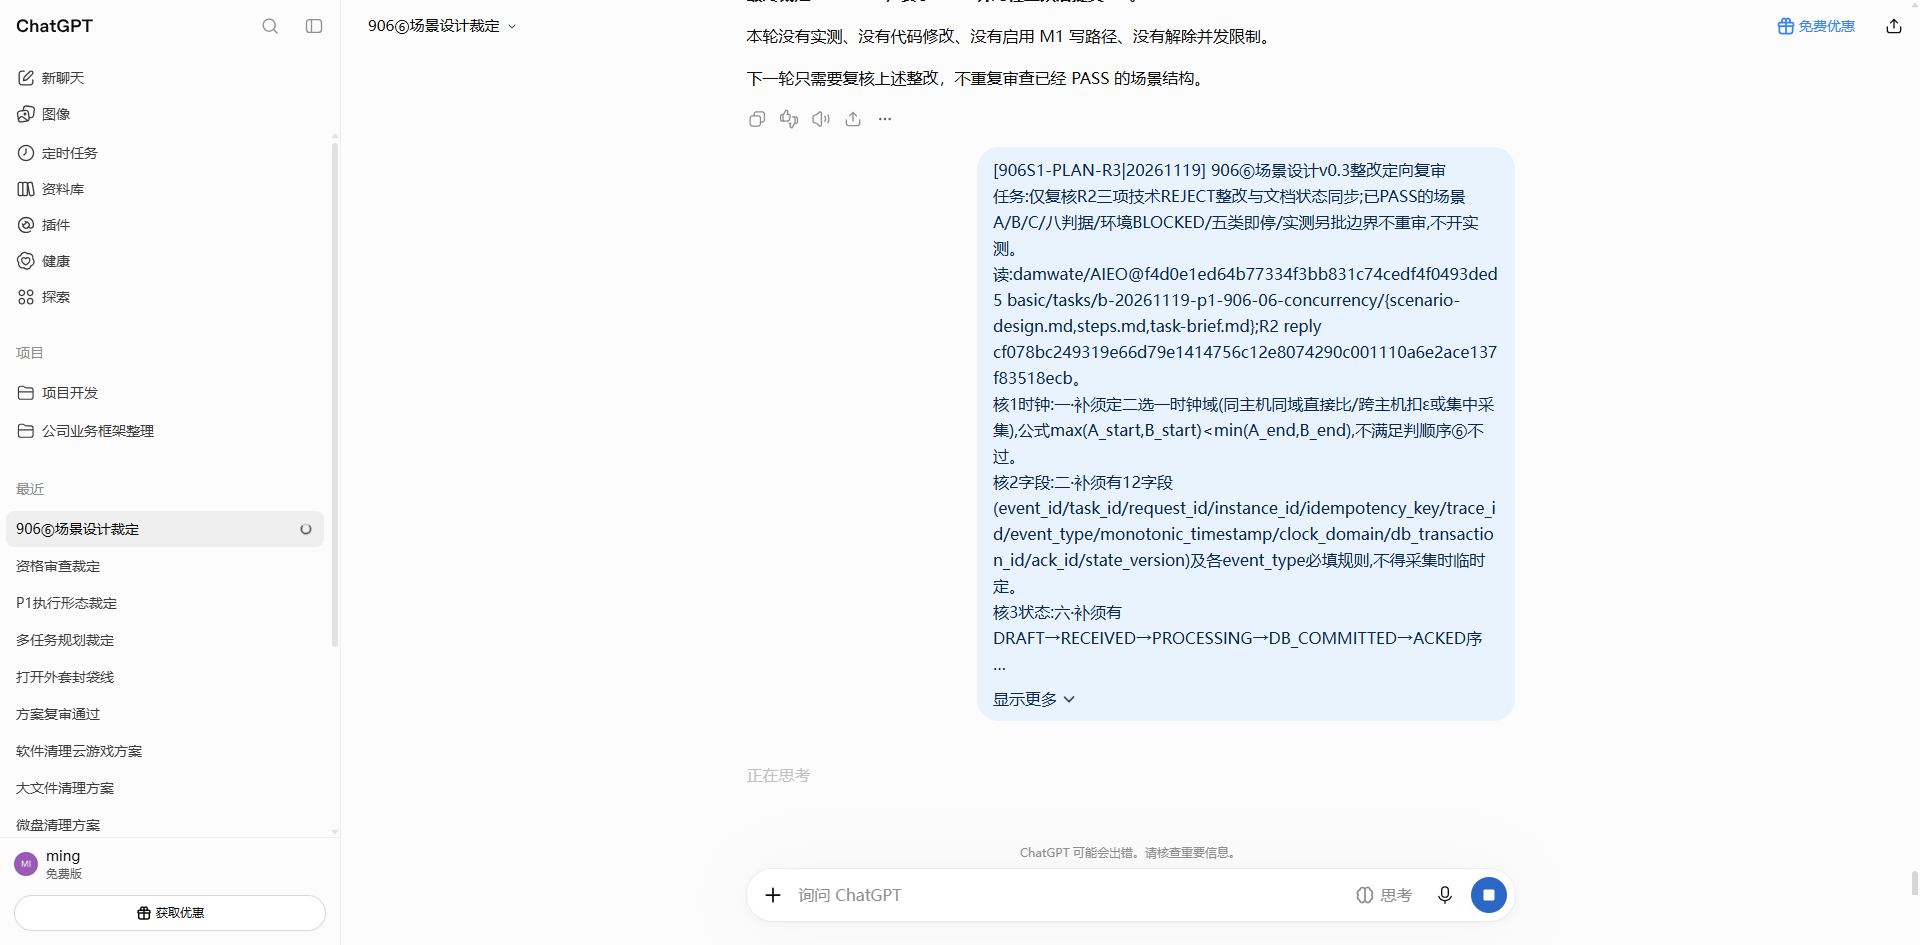 ChatGPT
新聊天
图像
定时任务
资料库
插件
健康
探索
项目
项目开发
公司业务框架整理
最近
906⑥场景设计裁定
资格审查裁定
P1执行形态裁定
多任务规划裁定
打开外套封袋线
方案复审通过
软件清理云游戏方案
大文件清理方案
微盘清理方案
MI
ming
免费版
获取优惠
906⑥场景设计裁定
免费优惠
本轮没有实测、没有代码修改、没有启用 M1 写路径、没有解除并发限制。
下一轮只需要复核上述整改，不重复审查已经 PASS 的场景结构。
[906S1-PLAN-R3|20261119] 906⑥场景设计v0.3整改定向复审
任务:仅复核R2三项技术REJECT整改与文档状态同步;已PASS的场景
A/B/C/八判据/环境BLOCKED/五类即停/实测另批边界不重审,不开实
测。
读:damwate/AIEO@f4d0e1ed64b77334f3bb831c74cedf4f0493ded
5 basic/tasks/b-20261119-p1-906-06-concurrency/{scenario-
design.md,steps.md,task-brief.md};R2 reply
cf078bc249319e66d79e1414756c12e8074290c001110a6e2ace137
f83518ecb。
核1时钟:一·补须定二选一时钟域(同主机同域直接比/跨主机扣ε或集中采
集),公式max(A_start,B_start)<min(A_end,B_end),不满足判顺序⑥不
过。
核2字段:二·补须有12字段
(event_id/task_id/request_id/instance_id/idempotency_key/trace_i
d/event_type/monotonic_timestamp/clock_domain/db_transactio
n_id/ack_id/state_version)及各event_type必填规则,不得采集时临时
定。
核3状态:六·补须有
DRAFT→RECEIVED→PROCESSING→DB_COMMITTED→ACKED序
...
显示更多
正在思考
ChatGPT 可能会出错。请核查重要信息。
询问 ChatGPT
思考